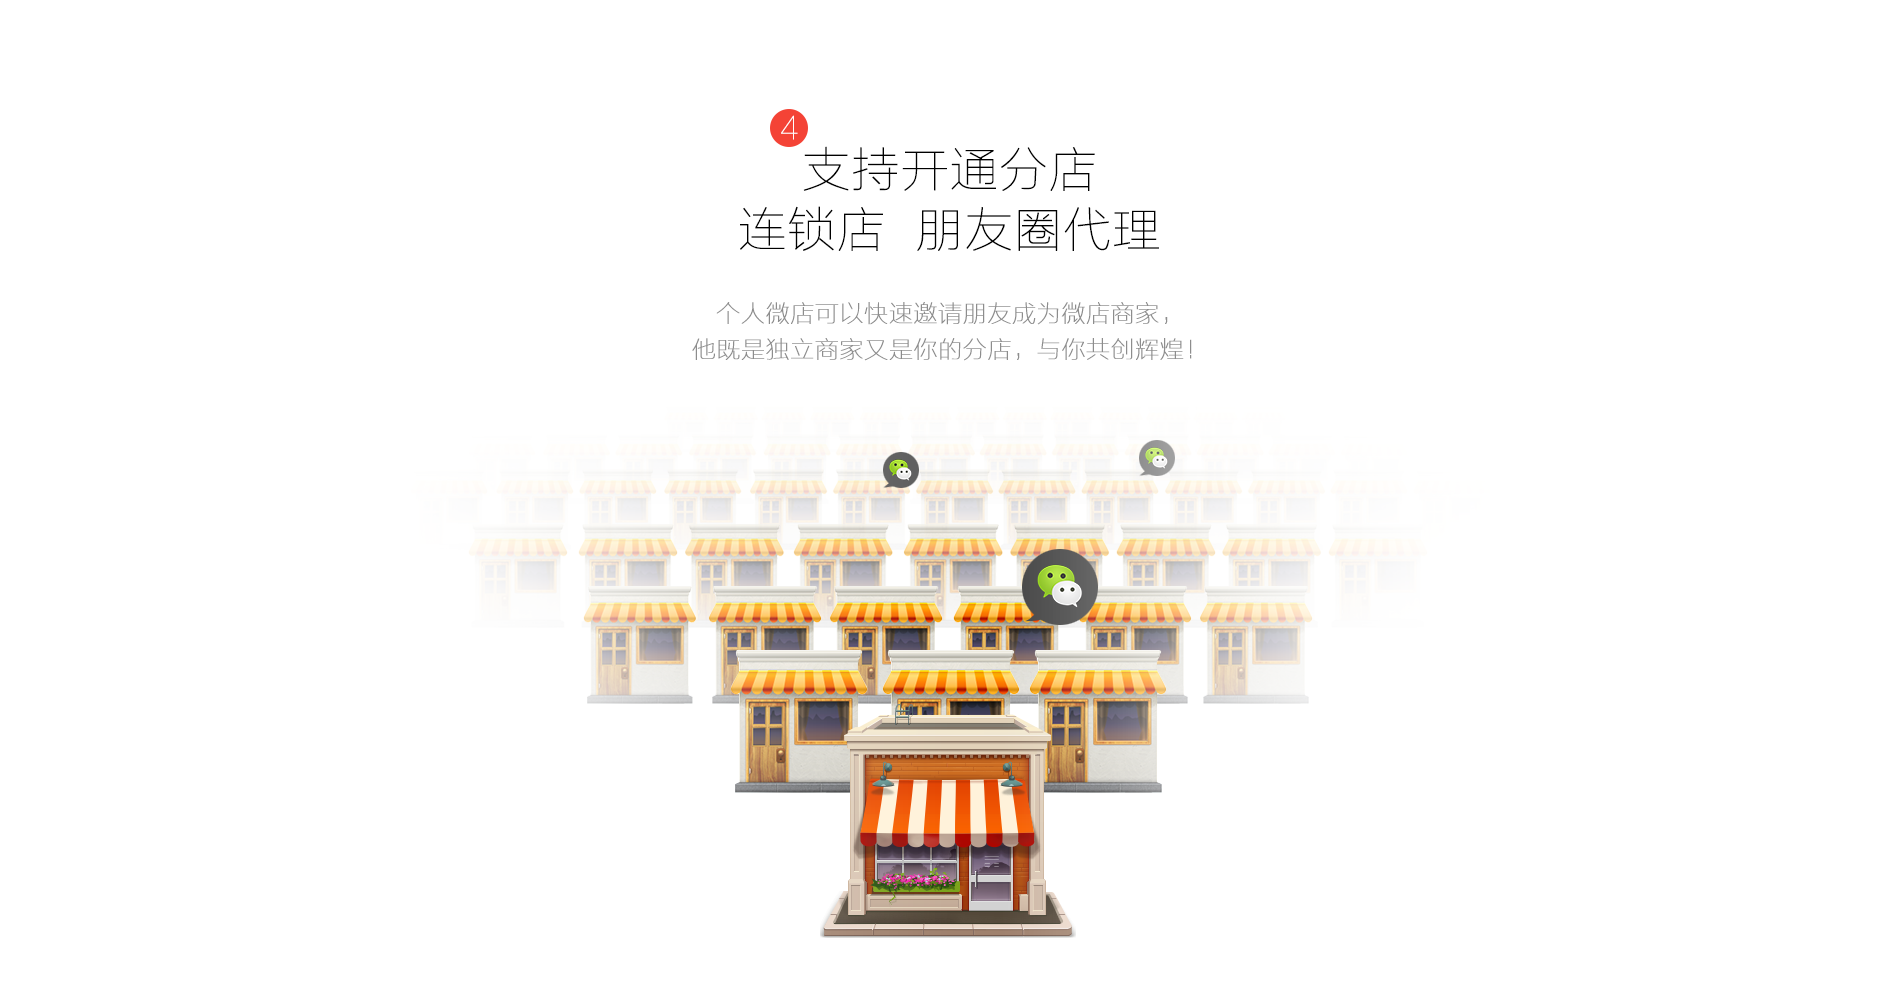 4
支持开通分店
连锁店 朋友圈代理
个人微店可以快速邀请朋友成为微店商家，
他既是独立商家又是你的分店，与你共创辉煌！